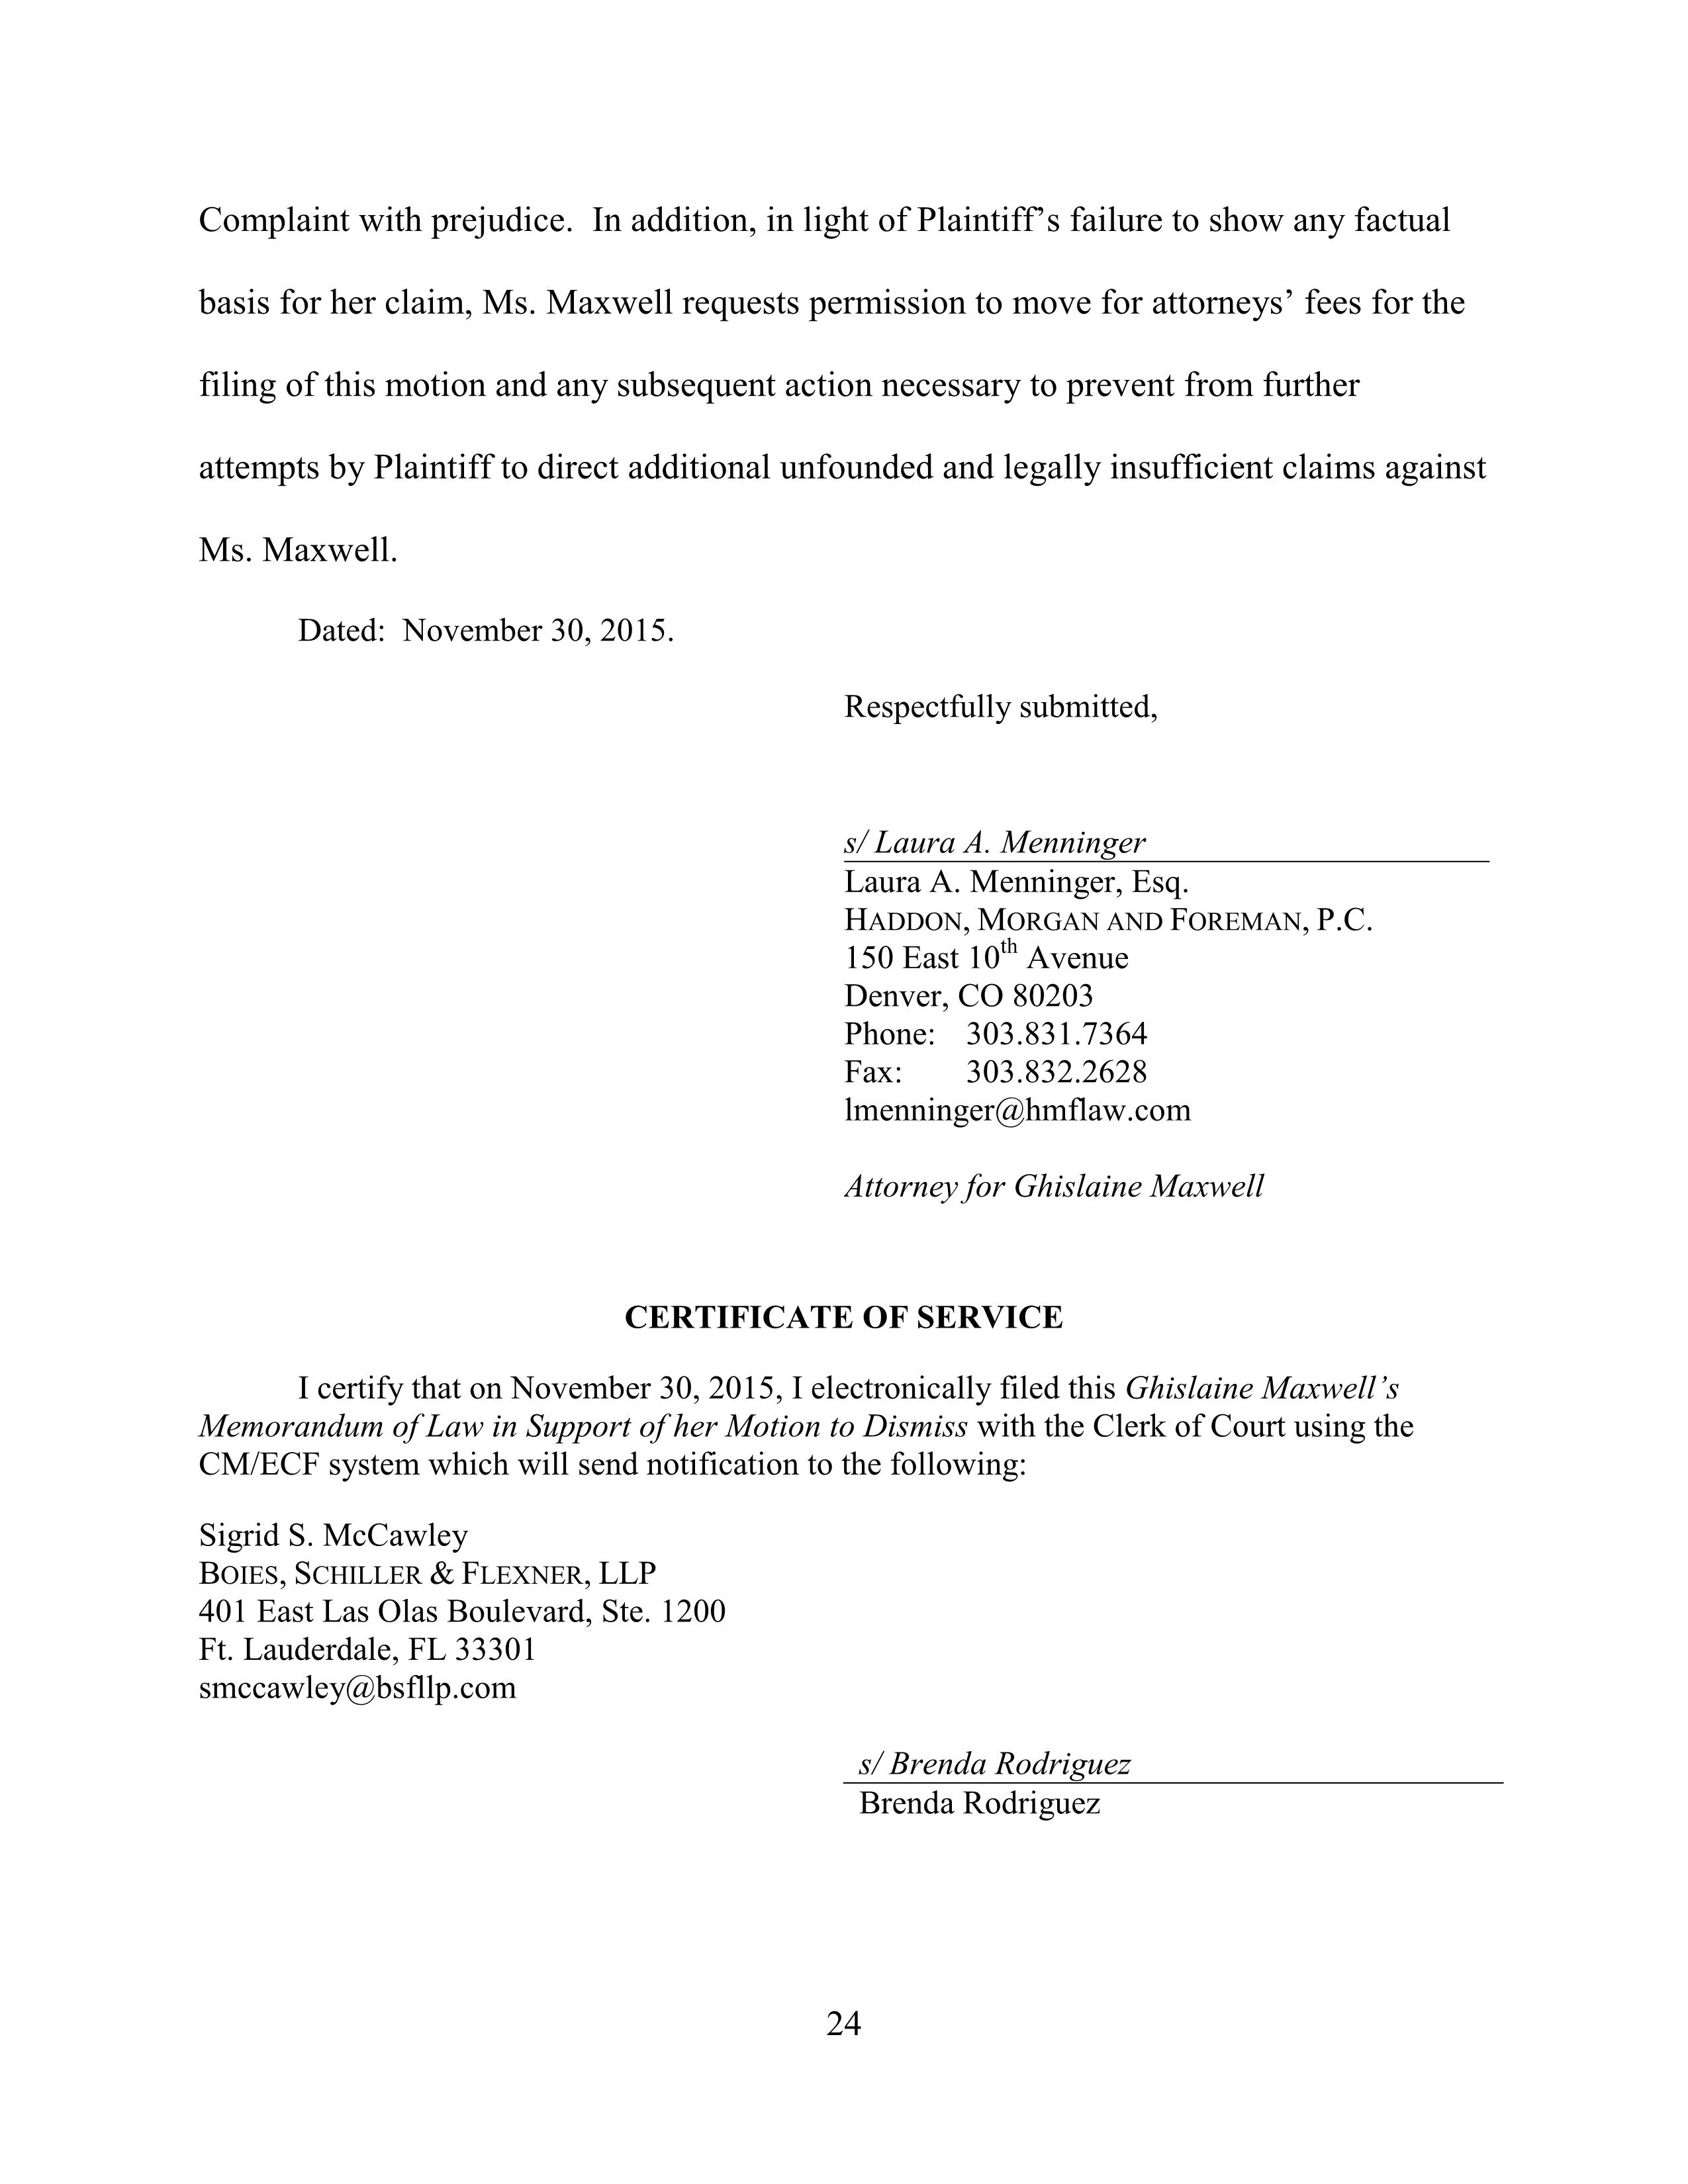 Complaint with prejudice.  In addition, in light of Plaintiff’s failure to show any factual
basis for her claim, Ms. Maxwell requests permission to move for attorneys’ fees for the
filing of this motion and any subsequent action necessary to prevent from further
attempts by Plaintiff to direct additional unfounded and legally insufficient claims against
Ms. Maxwell.
Dated:  November 30, 2015.
Respectfully submitted,
s/ Laura A. Menninger
Laura A. Menninger, Esq.
HADDON, MORGAN AND FOREMAN, P.C.
150 East 10th Avenue
Denver, CO 80203
Phone: 303.831.7364
Fax: 303.832.2628
lmenninger@hmflaw.com
Attorney for Ghislaine Maxwell
CERTIFICATE OF SERVICE
I certify that on November 30, 2015, I electronically filed this Ghislaine Maxwell’s
Memorandum of Law in Support of her Motion to Dismiss with the Clerk of Court using the
CM/ECF system which will send notification to the following:
Sigrid S. McCawley
BOIES, SCHILLER & FLEXNER, LLP
401 East Las Olas Boulevard, Ste. 1200
Ft. Lauderdale, FL 33301
smccawley@bsfllp.com
s/ Brenda Rodriguez
Brenda Rodriguez
24